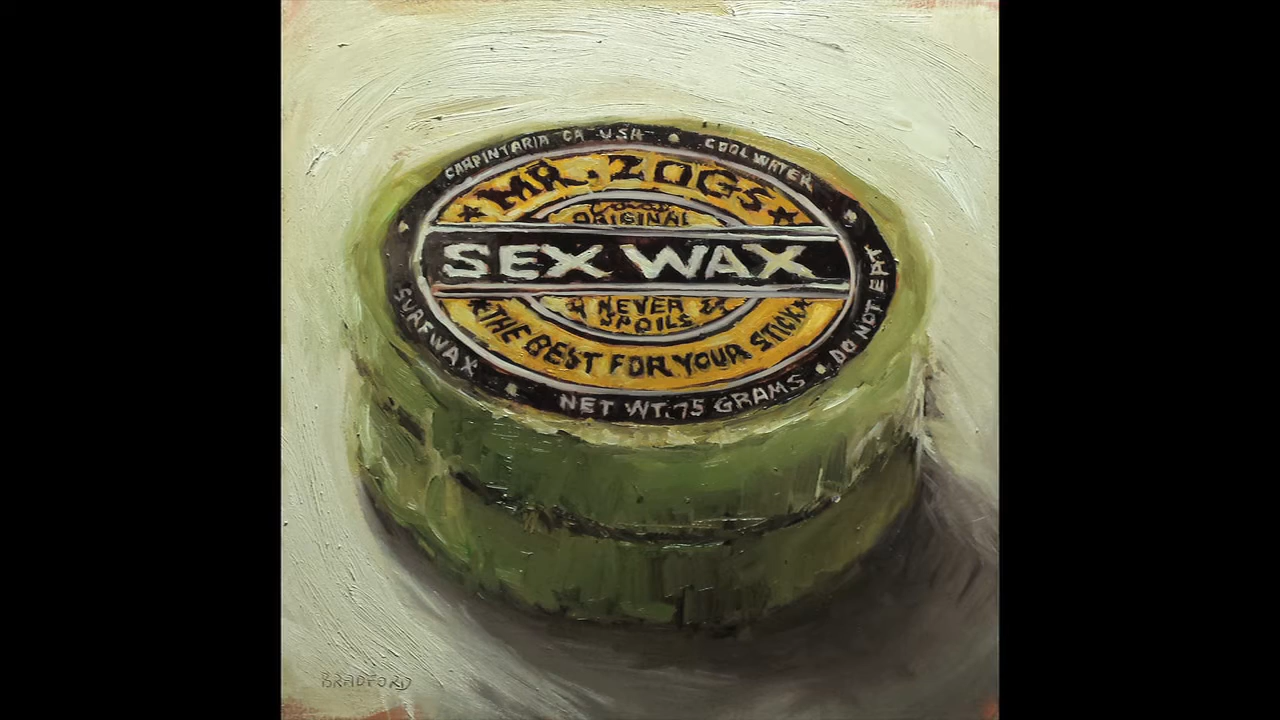 CARPINTARIA CA USA • COOL WATER
MR. ZOGS
ORIGINAL
SEX WAX
NEVER
SPOILS
THE BEST FOR YOUR STICK
SURFWAX • NET WT. 75 GRAMS • DO NOT EAT
BRADFORD